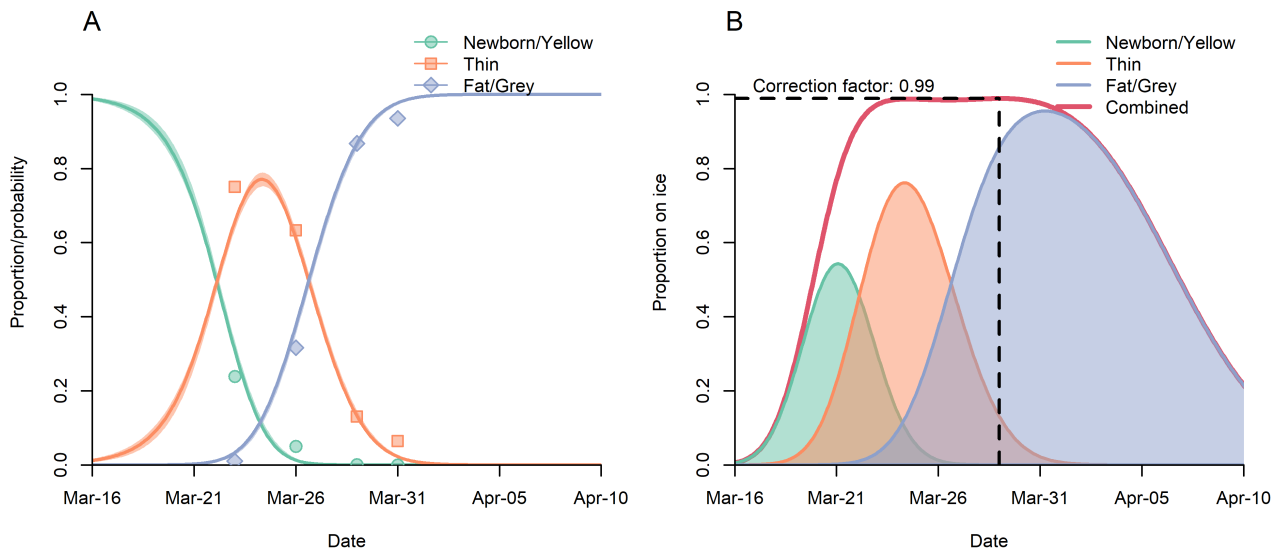 A
Newborn/Yellow
Thin
Fat/Grey
Proportion/probability
1.0
0.8
0.6
0.4
0.2
0.0
Mar-16 Mar-21 Mar-26 Mar-31 Apr-05 Apr-10
Date
B
Newborn/Yellow
Thin
Fat/Grey
Combined
Correction factor: 0.99
Proportion on ice
1.0
0.8
0.6
0.4
0.2
0.0
Mar-16 Mar-21 Mar-26 Mar-31 Apr-05 Apr-10
Date